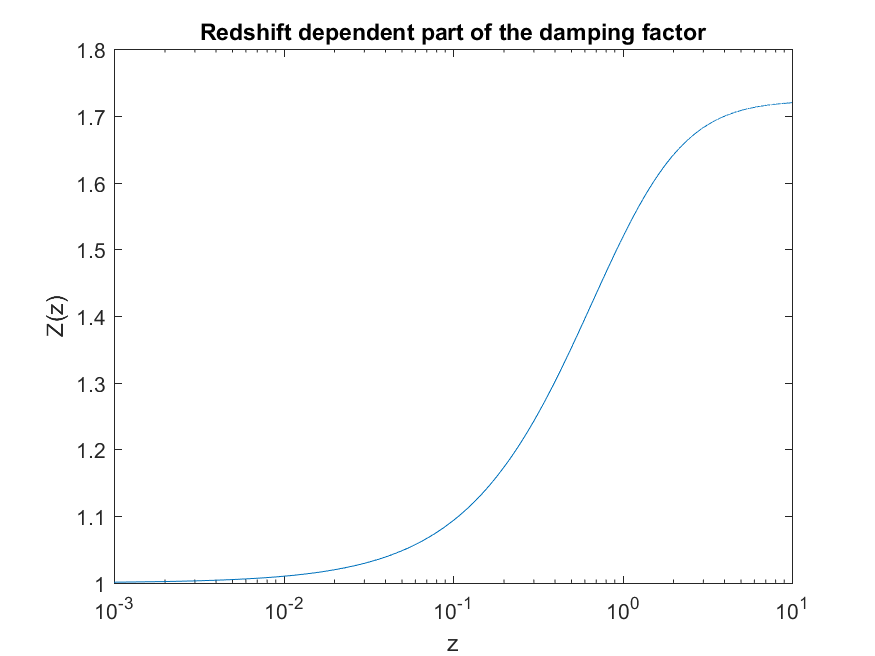 Redshift dependent part of the damping factor
1.8
1.7
1.6
1.5
1.4
1.3
1.2
1.1
1
Z(z)
10^-3 10^-2 10^-1 10^0 10^1
z